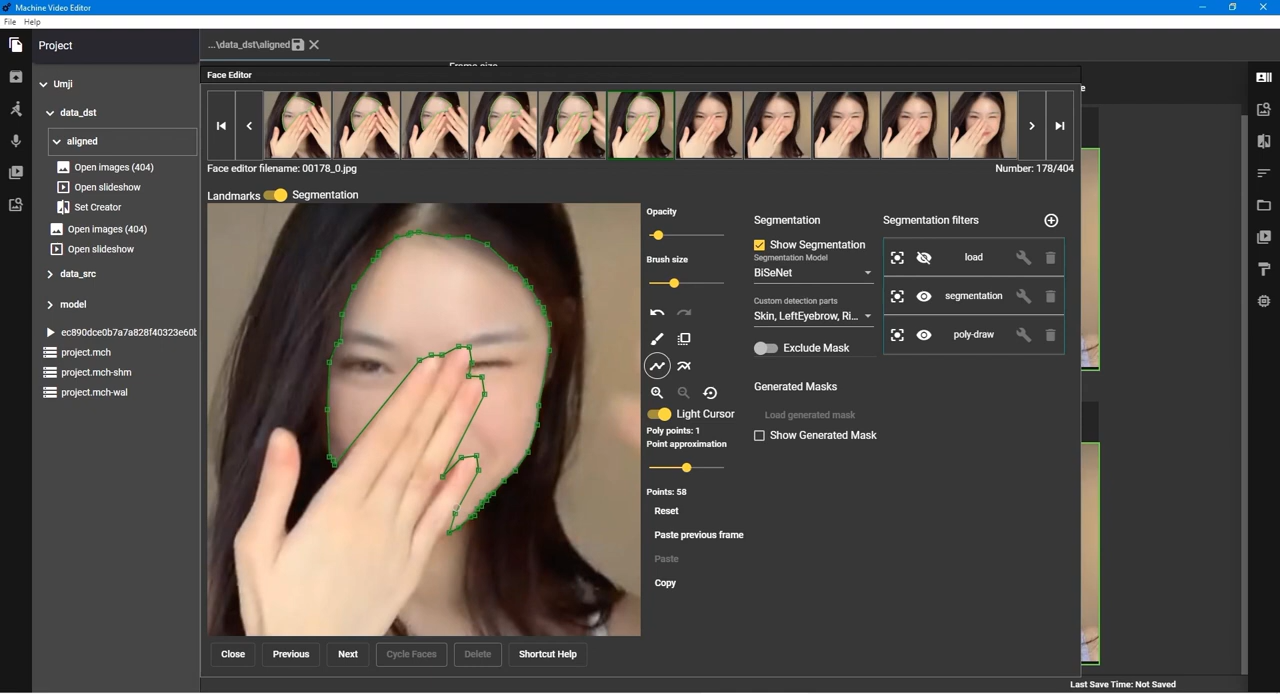 Machine Video Editor
File Help
Project
...\data_dst\aligned
Face Editor
Umji
data_dst
aligned
Open images (404)
Open slideshow
Set Creator
Open images (404)
Open slideshow
data_src
model
project.mch
project.mch-shm
project.mch-wal
Face editor filename: 00178_0.jpg
Number: 178/404
Landmarks
Segmentation
Opacity
Brush size
Light Cursor
Poly points: 1
Point approximation
Points: 58
Reset
Paste previous frame
Paste
Copy
Segmentation
Show Segmentation
Segmentation Model
BiSeNet
Custom detection parts
Skin, LeftEyebrow, Ri...
Exclude Mask
Generated Masks
Load generated mask
Show Generated Mask
Segmentation filters
load
segmentation
poly-draw
Close
Previous
Next
Cycle Faces
Delete
Shortcut Help
Last Save Time: Not Saved